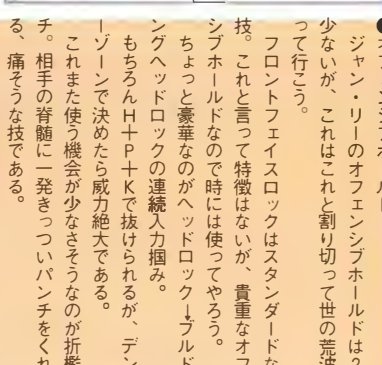 ジャン・リーのオフェンシブホールドは2
少ないが、これはこれと割り切って世の荒波
って行こう。
フロントフェイスロックはスタンダードな
技。これと言って特徴はないが、貴重なオフ
シブホールドなので時には使ってやろう。
ちょっと豪華なのがヘッドロック→ブルド
ングヘッドロックの連続入力掴み。
もちろんH+P+Kで抜けられるが、デン
ーゾーンで決めたら威力絶大である。
これまた使う機会が少なさそうなのが折檻
チ。相手の脊髄に一発きっついパンチをくれ
る、痛そうな技である。